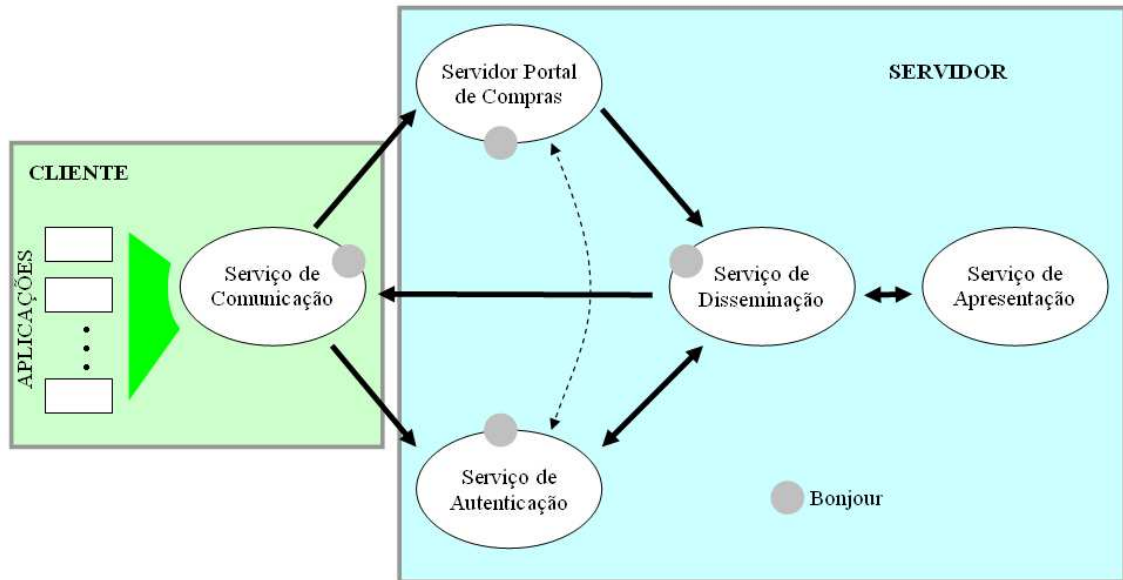 Servidor Portal
de Compras
SERVIDOR
CLIENTE
APLICAÇÕES
Serviço de
Comunicação
Serviço de
Disseminação
Serviço de
Apresentação
Serviço de
Autenticação
Bonjour